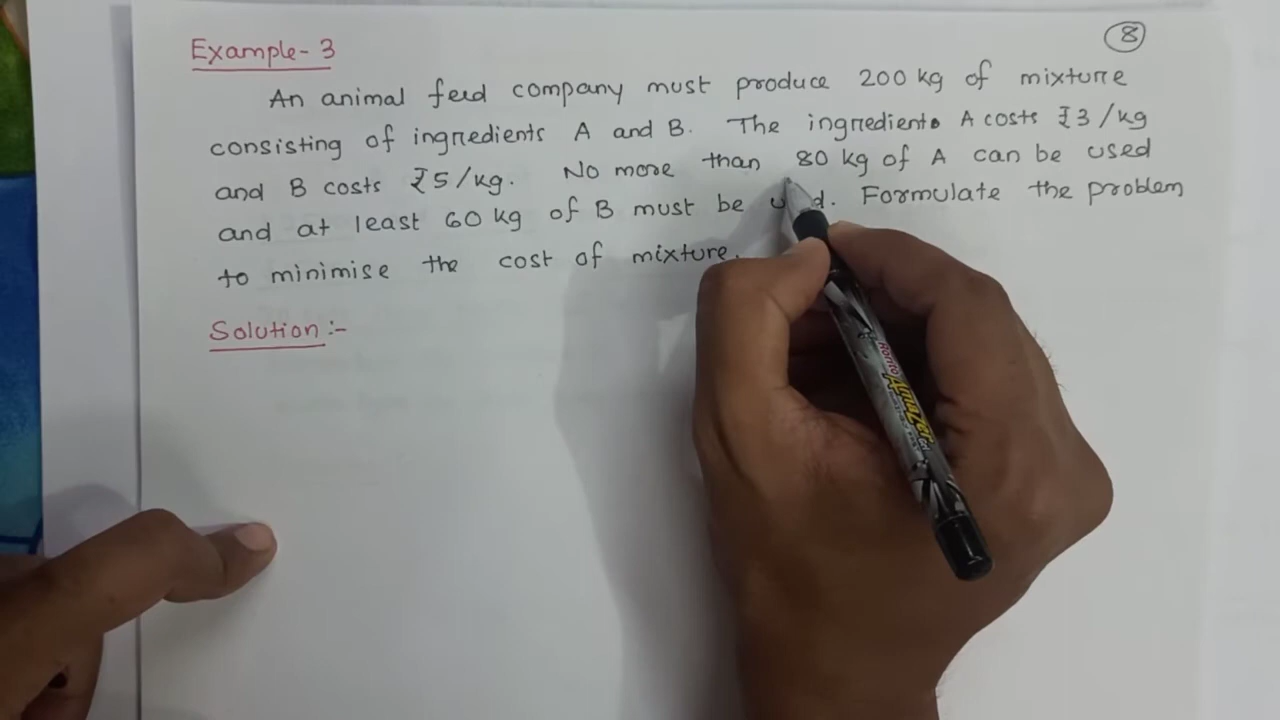 8
Example- 3
An animal feed company must produce 200 kg of mixture
consisting of ingredients A and B. The ingredient A costs ₹3/kg
and B costs ₹5/kg. No more than 80 kg of A can be used
and at least 60 kg of B must be Formulate the problem
to minimise the cost of mixture.
Solution :-